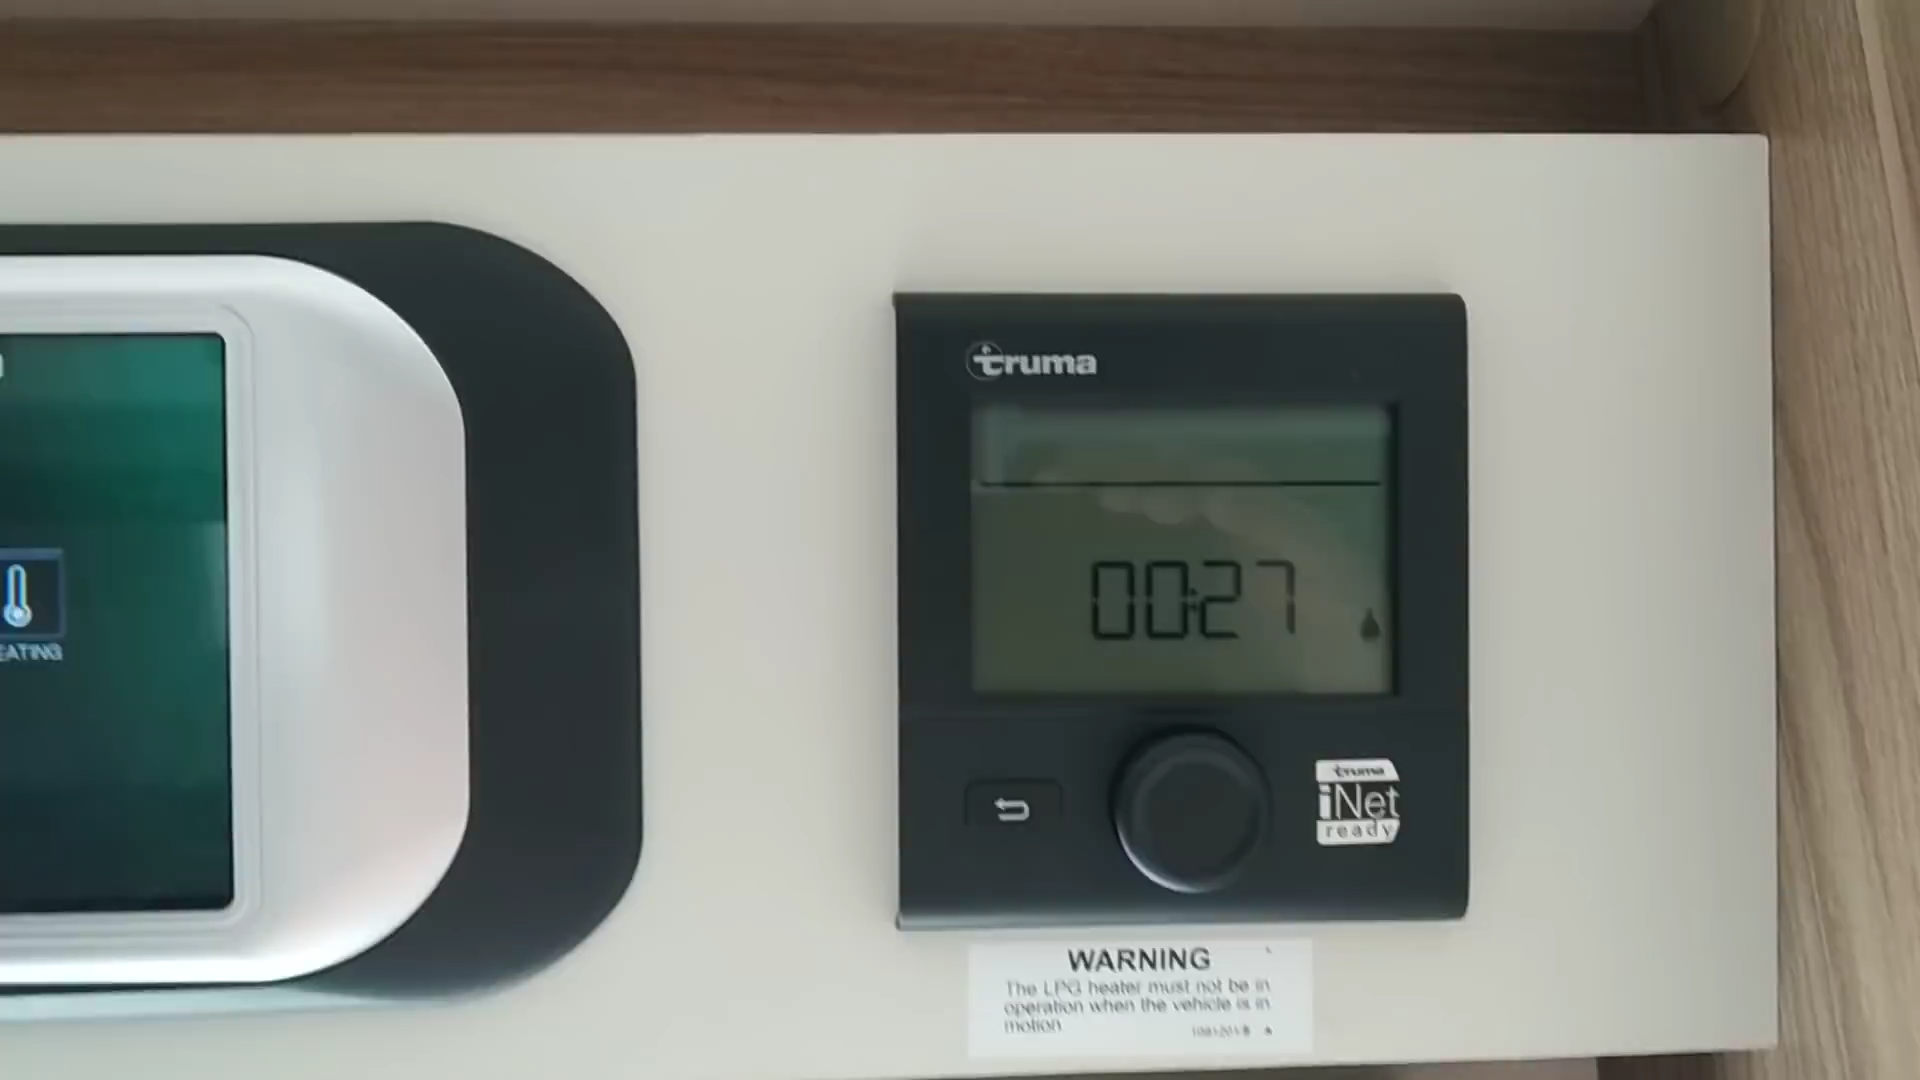 EATING
truma
00:27
truma
iNet
ready
WARNING
The LPG heater must not be in
operation when the vehicle is in
motion